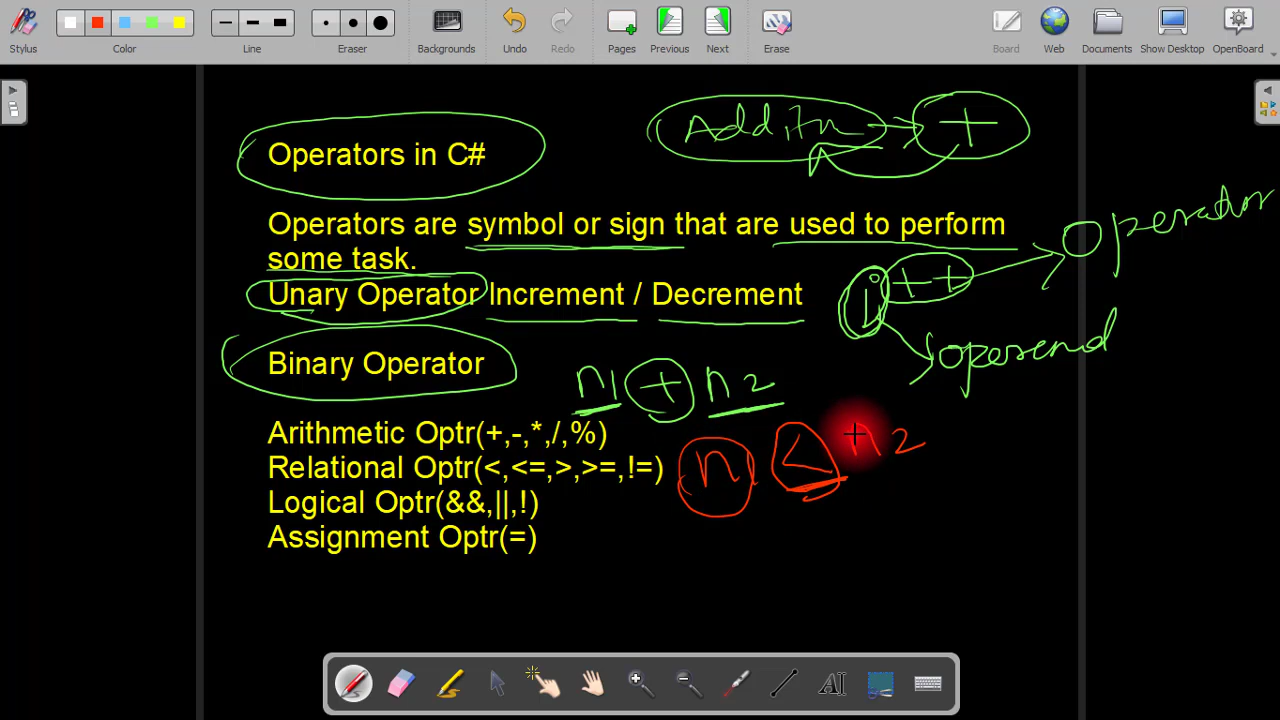 Stylus
Color
Line
Eraser
Backgrounds
Undo
Redo
Pages
Previous
Next
Erase
Board
Web
Documents
Show Desktop
OpenBoard
Operators in C#
+
Operators are symbol or sign that are used to perform
some task.
Operator
Unary Operator Increment / Decrement
i ++
Binary Operator
n1 + n2
Arithmetic Optr(+,-,*,/,%)
Relational Optr(<,<=,>,>=,!=)
n1 < n2
Logical Optr(&&,||,!)
Assignment Optr(=)